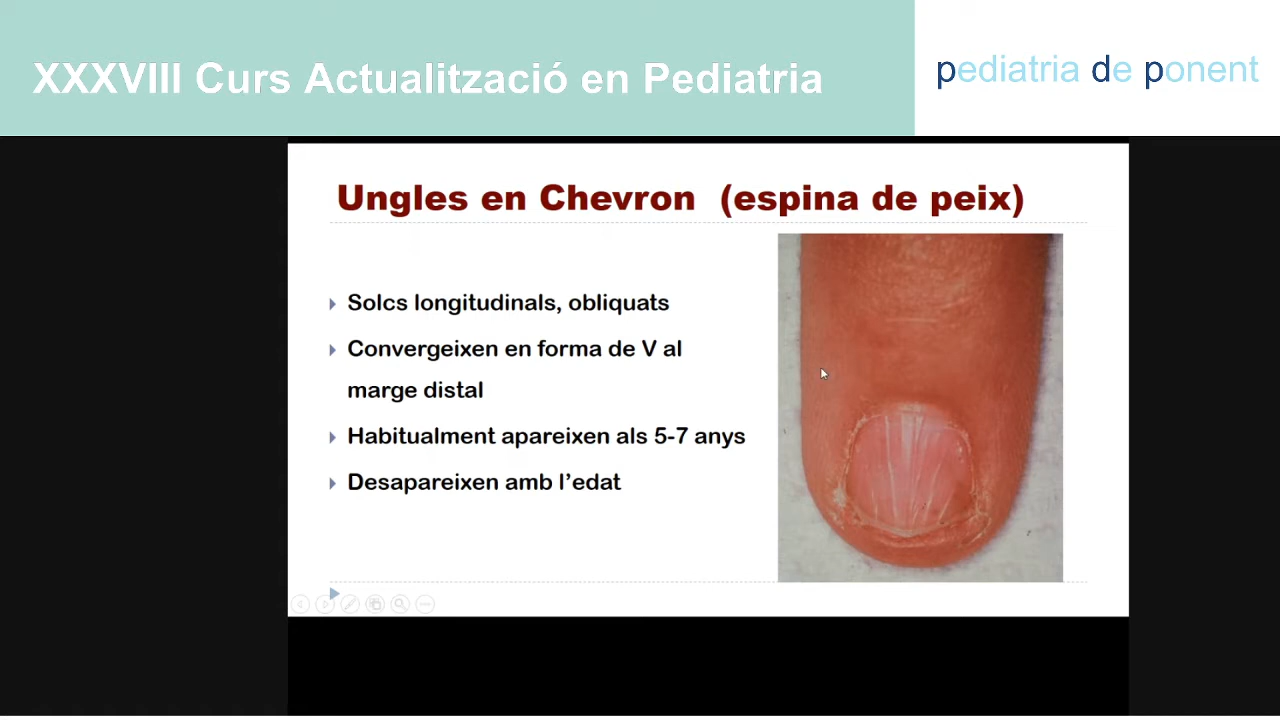 XXXVIII Curs Actualització en Pediatria
pediatria de ponent
Ungles en Chevron (espina de peix)
Solcs longitudinals, obliquats
Convergeixen en forma de V al
marge distal
Habitualment apareixen als 5-7 anys
Desapareixen amb l’edat